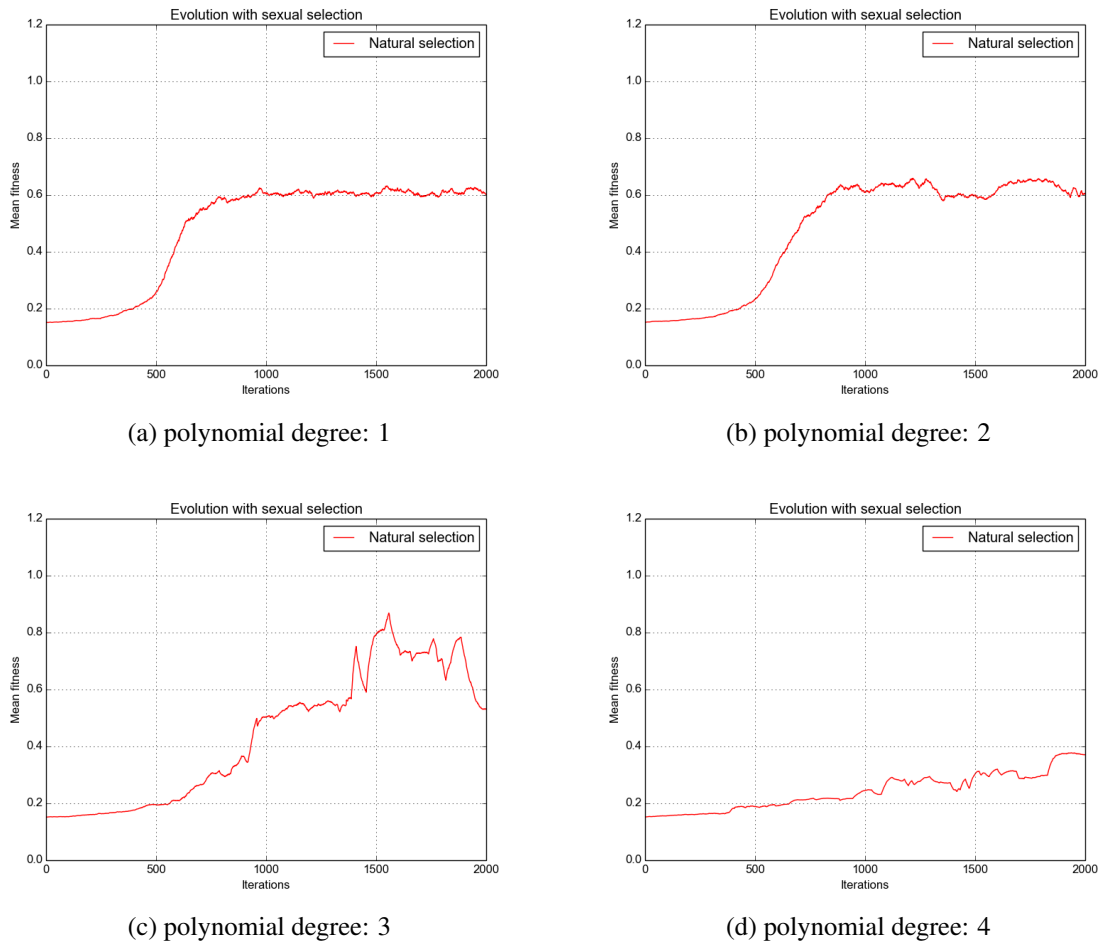 Evolution with sexual selection
Natural selection
Mean fitness
1.2
1.0
0.8
0.6
0.4
0.2
0.0
0 500 1000 1500 2000
Iterations
(a) polynomial degree: 1
Evolution with sexual selection
Natural selection
Mean fitness
1.2
1.0
0.8
0.6
0.4
0.2
0.0
0 500 1000 1500 2000
Iterations
(b) polynomial degree: 2
Evolution with sexual selection
Natural selection
Mean fitness
1.2
1.0
0.8
0.6
0.4
0.2
0.0
0 500 1000 1500 2000
Iterations
(c) polynomial degree: 3
Evolution with sexual selection
Natural selection
Mean fitness
1.2
1.0
0.8
0.6
0.4
0.2
0.0
0 500 1000 1500 2000
Iterations
(d) polynomial degree: 4